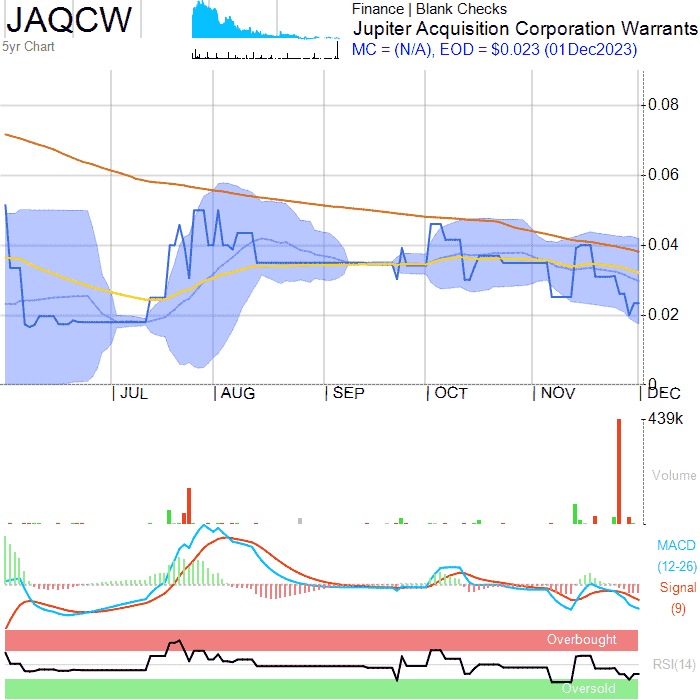 JAQCW
5yr Chart
Finance | Blank Checks
Jupiter Acquisition Corporation Warrants
MC = (N/A), EOD = $0.023 (01Dec2023)
0.08
0.06
0.04
0.02
0
JUL AUG SEP OCT NOV DEC
439k
Volume
MACD
(12-26)
Signal
(9)
Overbought
RSI(14)
Oversold